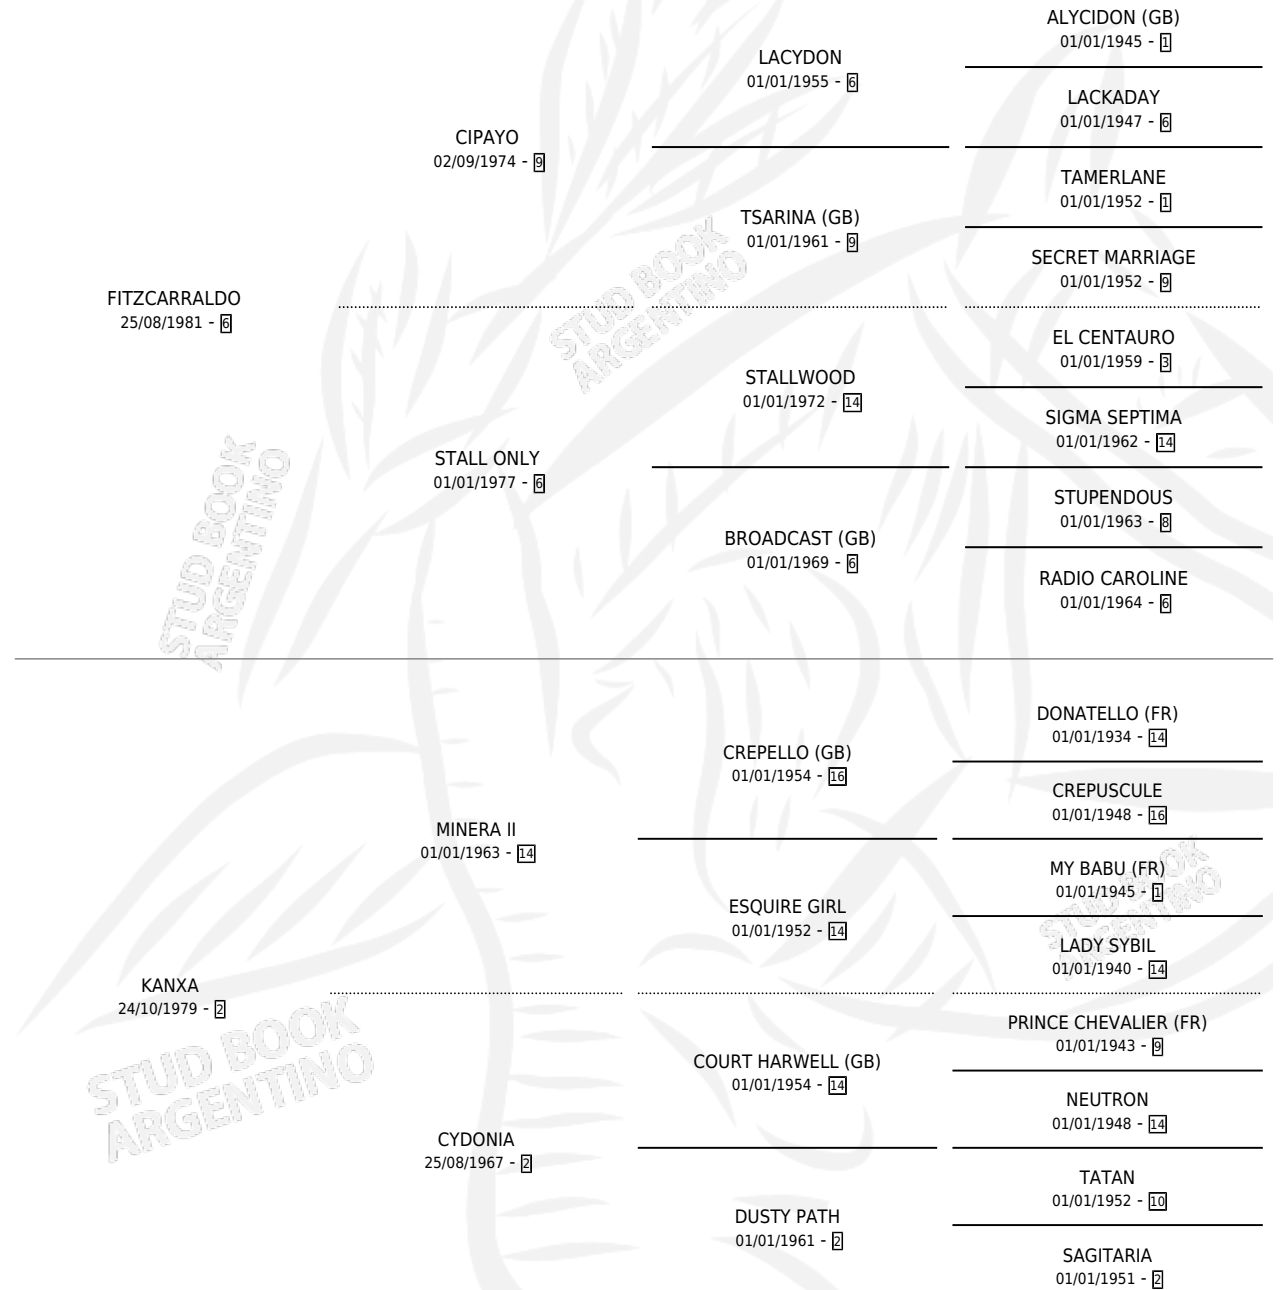 ALYCIDON (GB)
01/01/1945 - 1
LACYDON
01/01/1955 - 6
LACKADAY
01/01/1947 - 6
CIPAYO
02/09/1974 - 9
TAMERLANE
01/01/1952 - 1
TSARINA (GB)
01/01/1961 - 9
SECRET MARRIAGE
01/01/1952 - 9
FITZCARRALDO
25/08/1981 - 6
EL CENTAURO
01/01/1959 - 3
STALLWOOD
01/01/1972 - 14
SIGMA SEPTIMA
01/01/1962 - 14
STALL ONLY
01/01/1977 - 6
STUPENDOUS
01/01/1963 - 8
BROADCAST (GB)
01/01/1969 - 6
RADIO CAROLINE
01/01/1964 - 6
DONATELLO (FR)
01/01/1934 - 14
CREPELLO (GB)
01/01/1954 - 16
CREPUSCULE
01/01/1948 - 16
MINERA II
01/01/1963 - 14
MY BABU (FR)
01/01/1945 - 1
ESQUIRE GIRL
01/01/1952 - 14
LADY SYBIL
01/01/1940 - 14
KANXA
24/10/1979 - 2
PRINCE CHEVALIER (FR)
01/01/1943 - 9
COURT HARWELL (GB)
01/01/1954 - 14
NEUTRON
01/01/1948 - 14
CYDONIA
25/08/1967 - 2
TATAN
01/01/1952 - 10
DUSTY PATH
01/01/1961 - 2
SAGITARIA
01/01/1951 - 2
STUD BOOK
ARGENTINO
STUD BOOK
ARGENTINO
STUD BOOK
ARGENTINO
STUD BOOK
ARGENTINO